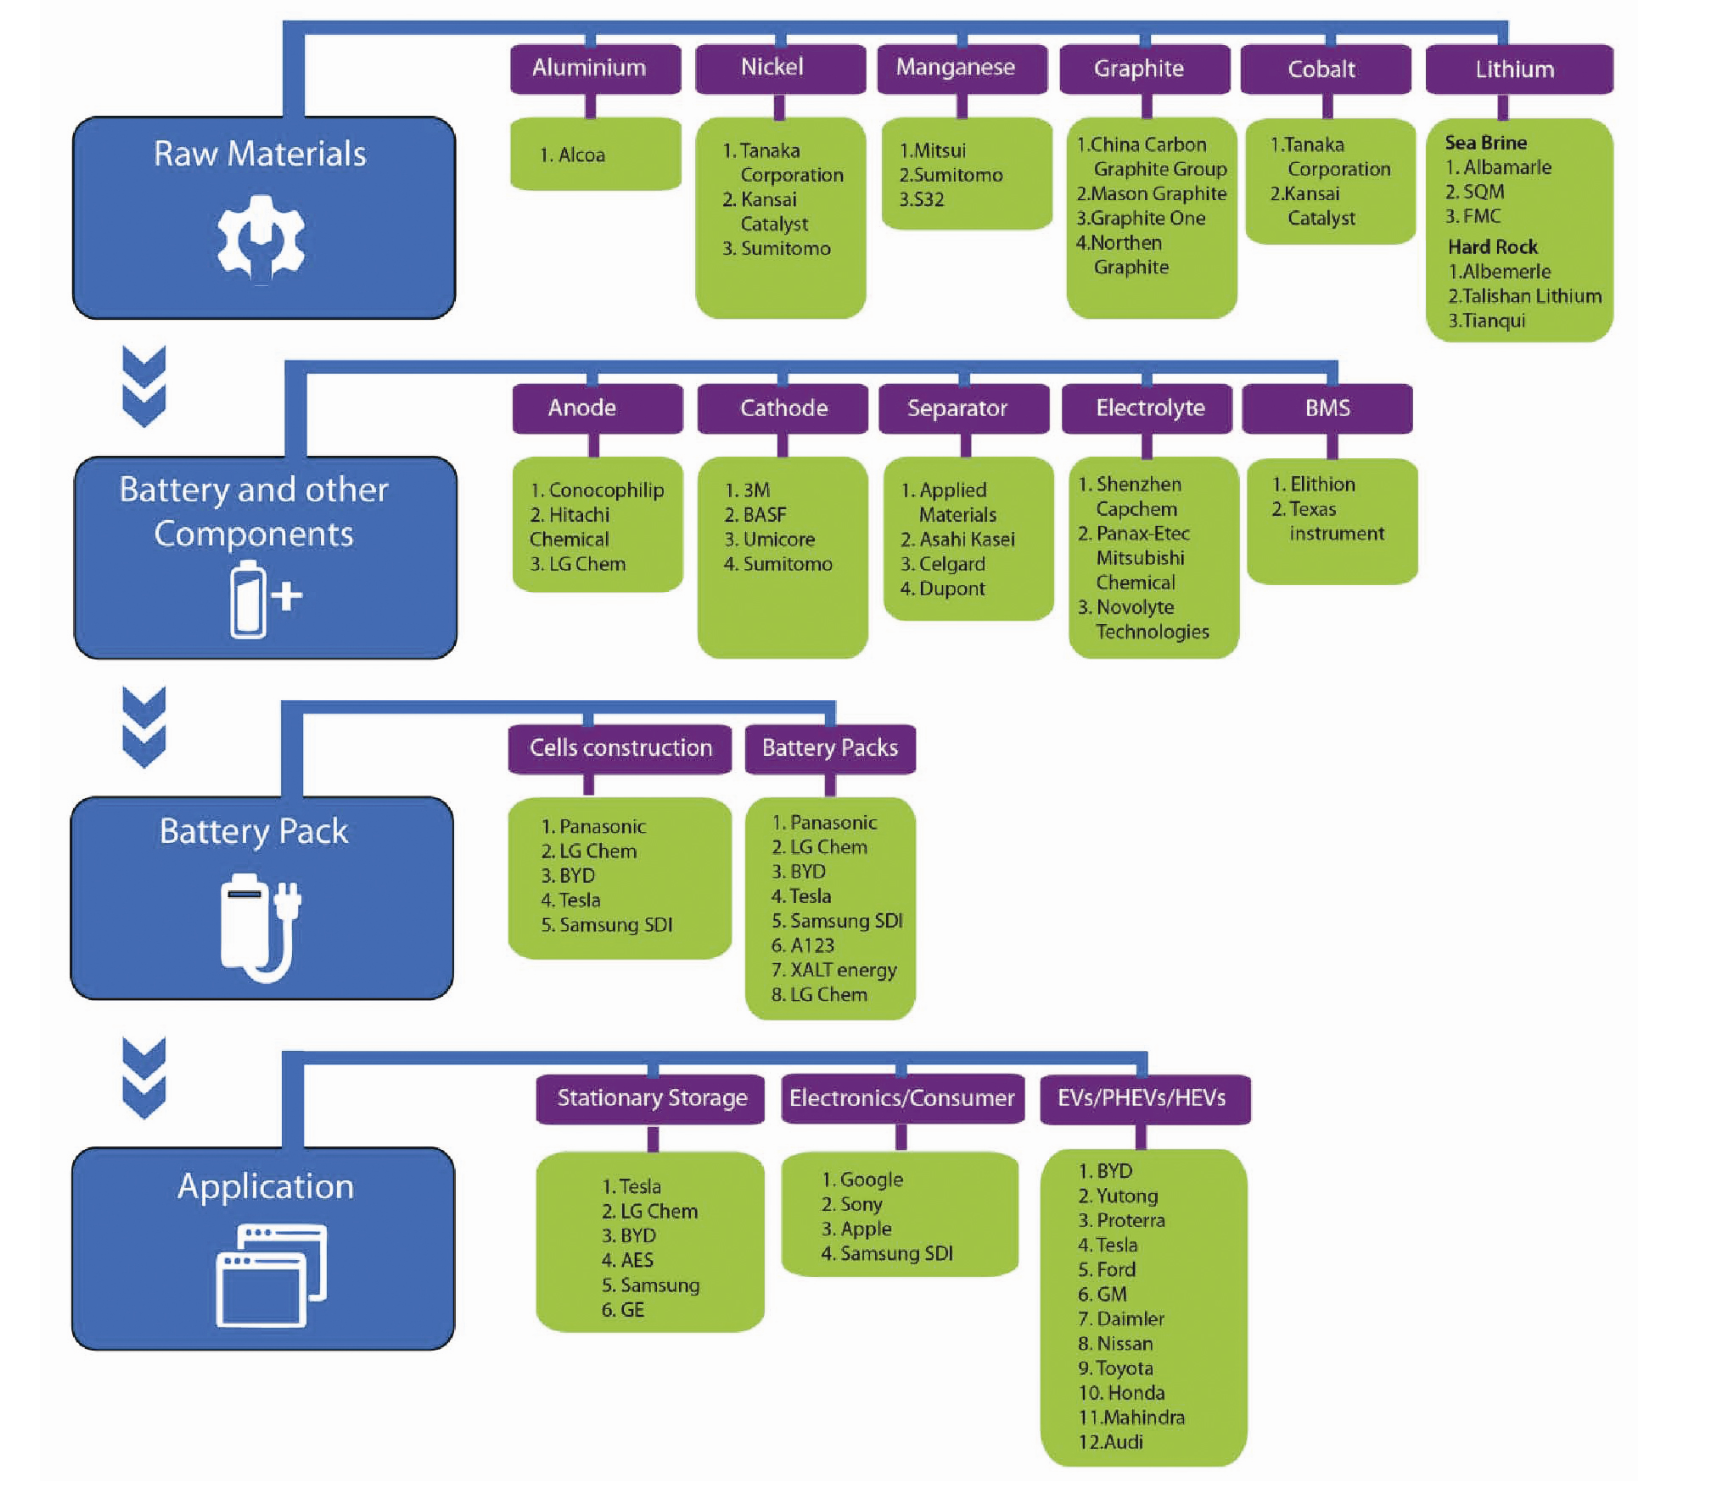 Raw Materials
Aluminium
1. Alcoa
Nickel
1. Tanaka
Corporation
2. Kansai
Catalyst
3. Sumitomo
Manganese
1.Mitsui
2.Sumitomo
3.S32
Graphite
1.China Carbon
Graphite Group
2.Mason Graphite
3.Graphite One
4.Northen
Graphite
Cobalt
1.Tanaka
Corporation
2.Kansai
Catalyst
Lithium
Sea Brine
1. Albamarle
2. SQM
3. FMC
Hard Rock
1.Albemerle
2.Talishan Lithium
3.Tianqui
Battery and other
Components
Anode
1. Conocophilip
2. Hitachi
Chemical
3. LG Chem
Cathode
1. 3M
2. BASF
3. Umicore
4. Sumitomo
Separator
1. Applied
Materials
2. Asahi Kasei
3. Celgard
4. Dupont
Electrolyte
1. Shenzhen
Capchem
2. Panax-Etec
Mitsubishi
Chemical
3. Novolyte
Technologies
BMS
1. Elithion
2. Texas
instrument
Battery Pack
Cells construction
1. Panasonic
2. LG Chem
3. BYD
4. Tesla
5. Samsung SDI
Battery Packs
1. Panasonic
2. LG Chem
3. BYD
4. Tesla
5. Samsung SDI
6. A123
7. XALT energy
8. LG Chem
Application
Stationary Storage
1. Tesla
2. LG Chem
3. BYD
4. AES
5. Samsung
6. GE
Electronics/Consumer
1. Google
2. Sony
3. Apple
4. Samsung SDI
EVs/PHEVs/HEVs
1. BYD
2. Yutong
3. Proterra
4. Tesla
5. Ford
6. GM
7. Daimler
8. Nissan
9. Toyota
10. Honda
11.Mahindra
12.Audi